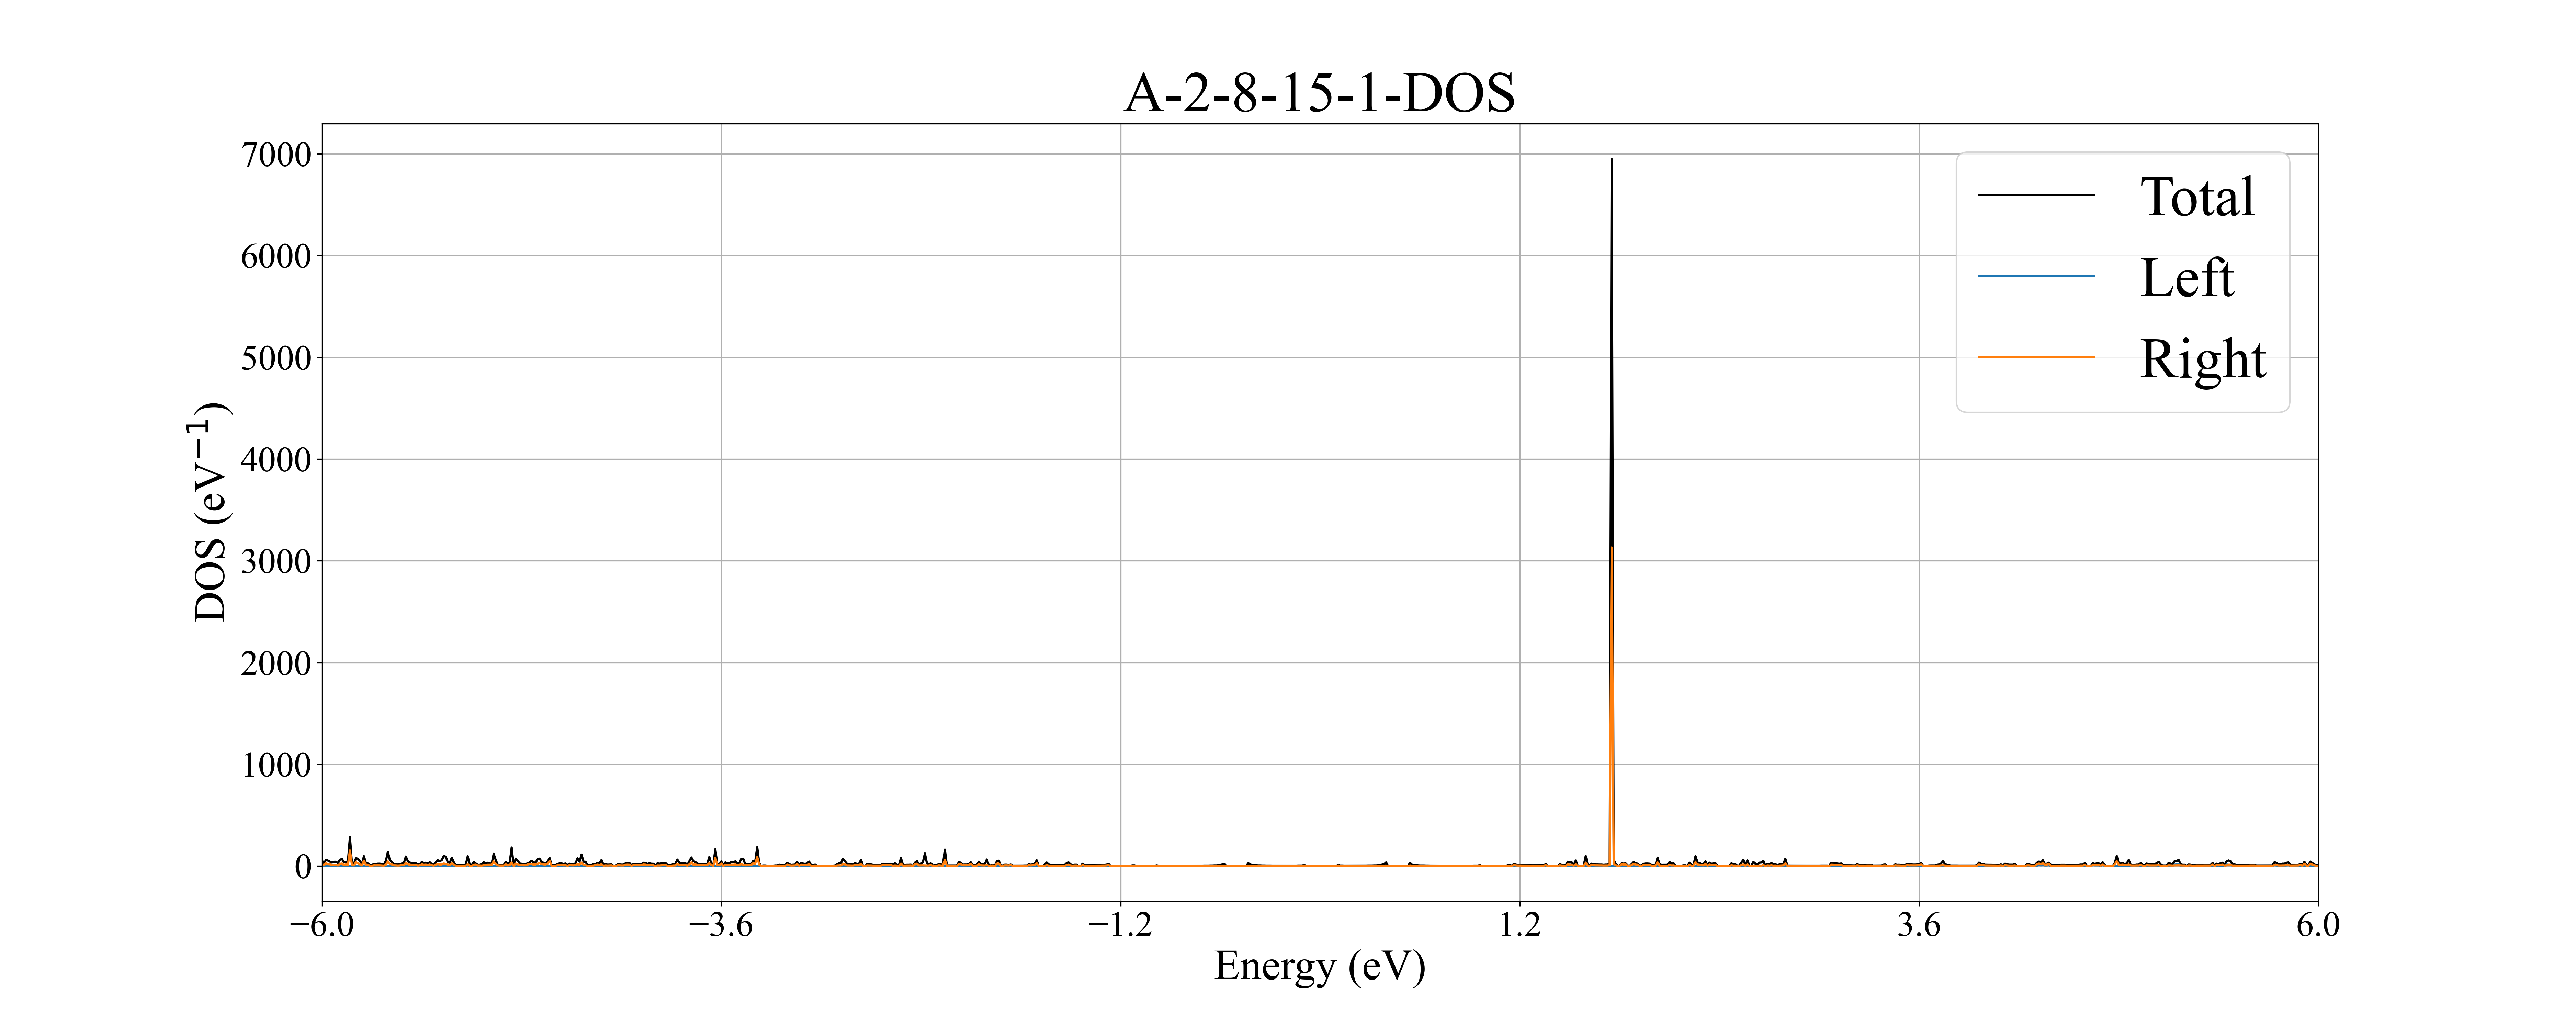 A-2-8-15-1-DOS
7000
6000
5000
4000
3000
2000
1000
0
DOS (eV⁻¹)
Total
Left
Right
−6.0 −3.6 −1.2 1.2 3.6 6.0
Energy (eV)